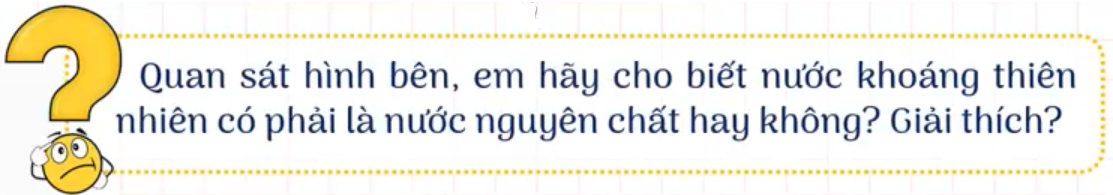 Quan sát hình bên, em hãy cho biết nước khoáng thiên
nhiên có phải là nước nguyên chất hay không? Giải thích?